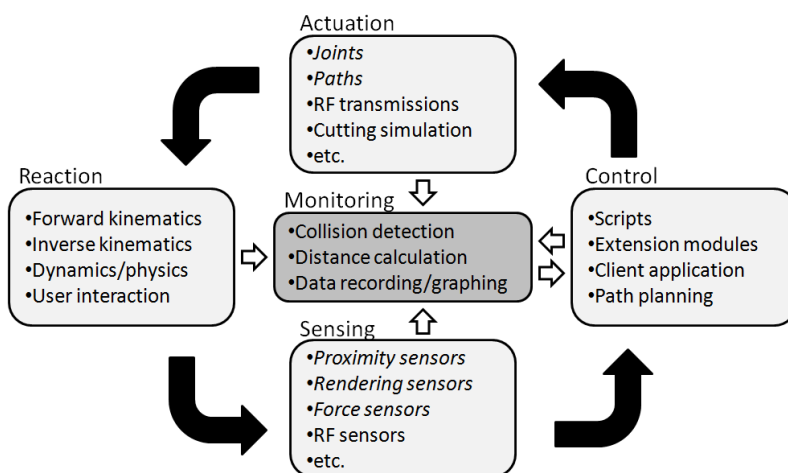 Actuation
•Joints
•Paths
•RF transmissions
•Cutting simulation
•etc.
Reaction
•Forward kinematics
•Inverse kinematics
•Dynamics/physics
•User interaction
Monitoring
•Collision detection
•Distance calculation
•Data recording/graphing
Control
•Scripts
•Extension modules
•Client application
•Path planning
Sensing
•Proximity sensors
•Rendering sensors
•Force sensors
•RF sensors
•etc.